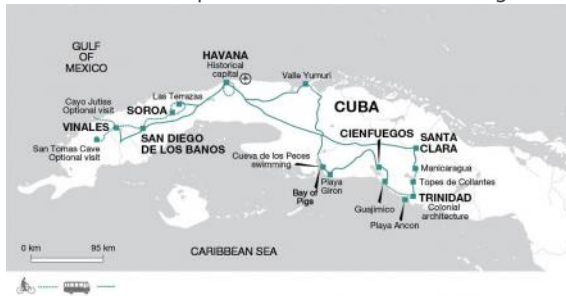 GULF
OF
MEXICO
HAVANA
Historical
capital
Valle Yumuri
Las Terrazas
Cayo Jutias
Optional visit
SOROA
CUBA
VINALES
CIENFUEGOS
SAN DIEGO
DE LOS BANOS
SANTA
CLARA
San Tomas Cave
Optional visit
Cueva de los Peces
swimming
Manicaragua
Playa
Giron
Topes de Collantes
Bay of
Pigs
TRINIDAD
Colonial
architecture
Guajimico
Playa Ancon
0 km
95 km
CARIBBEAN SEA